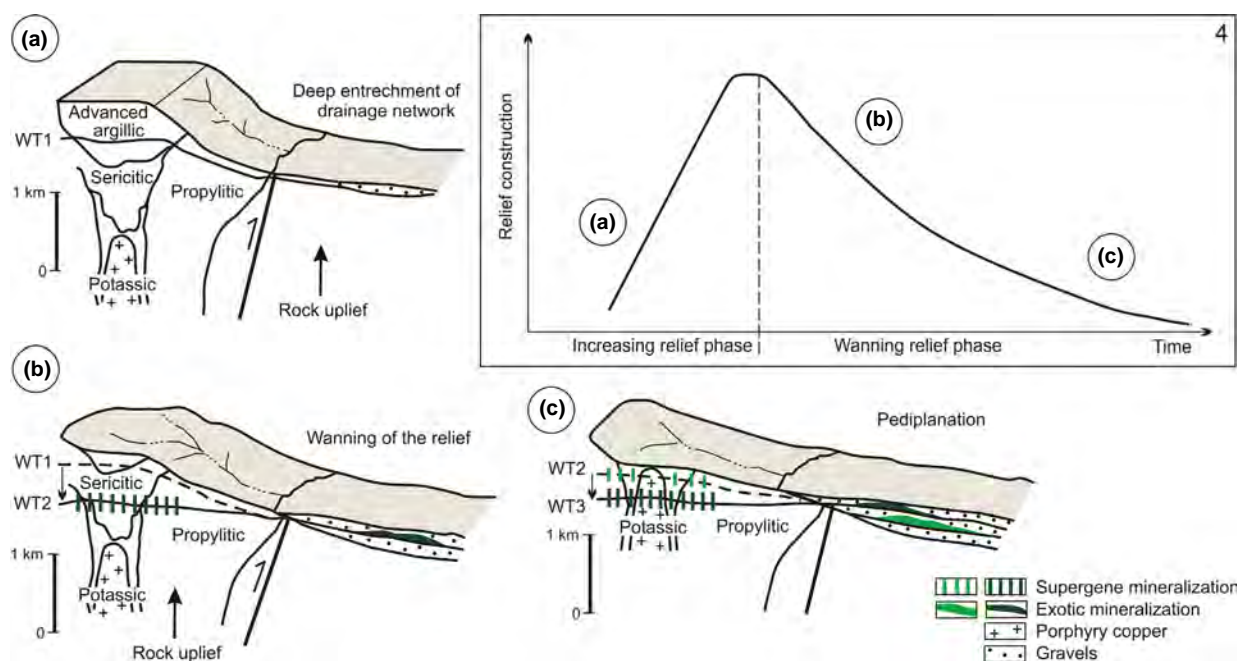 (a)
Deep entrechment of
drainage network
Advanced
argillic
WT1
Sericitic
Propylitic
1 km
0
Potassic
Rock uplief
4
Relief construction
(a)
(b)
(c)
Increasing relief phase
Wanning relief phase
Time
(b)
Wanning of the relief
WT1
Sericitic
WT2
Propylitic
1 km
Potassic
0
Rock uplief
(c)
Pediplanation
WT2
WT3
Potassic
Propylitic
1 km
0
Supergene mineralization
Exotic mineralization
Porphyry copper
Gravels